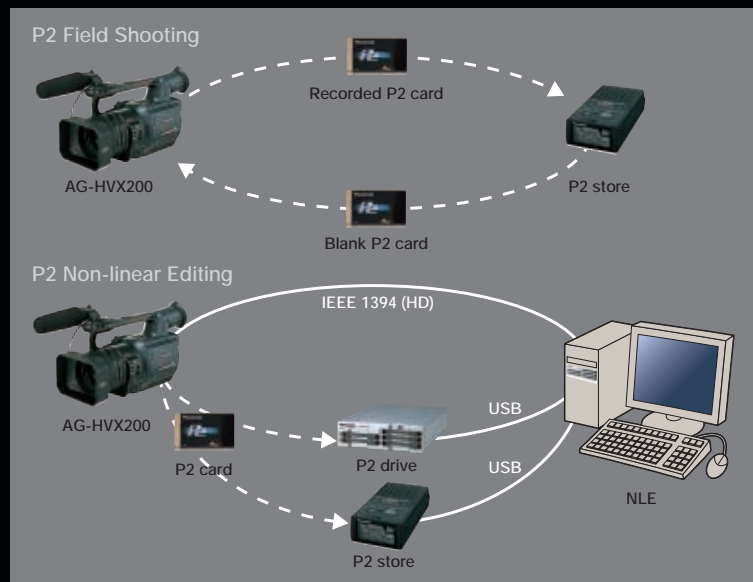 P2 Field Shooting
Recorded P2 card
AG-HVX200
P2 store
Blank P2 card
P2 Non-linear Editing
IEEE 1394 (HD)
AG-HVX200
USB
P2 card
P2 drive
USB
NLE
P2 store